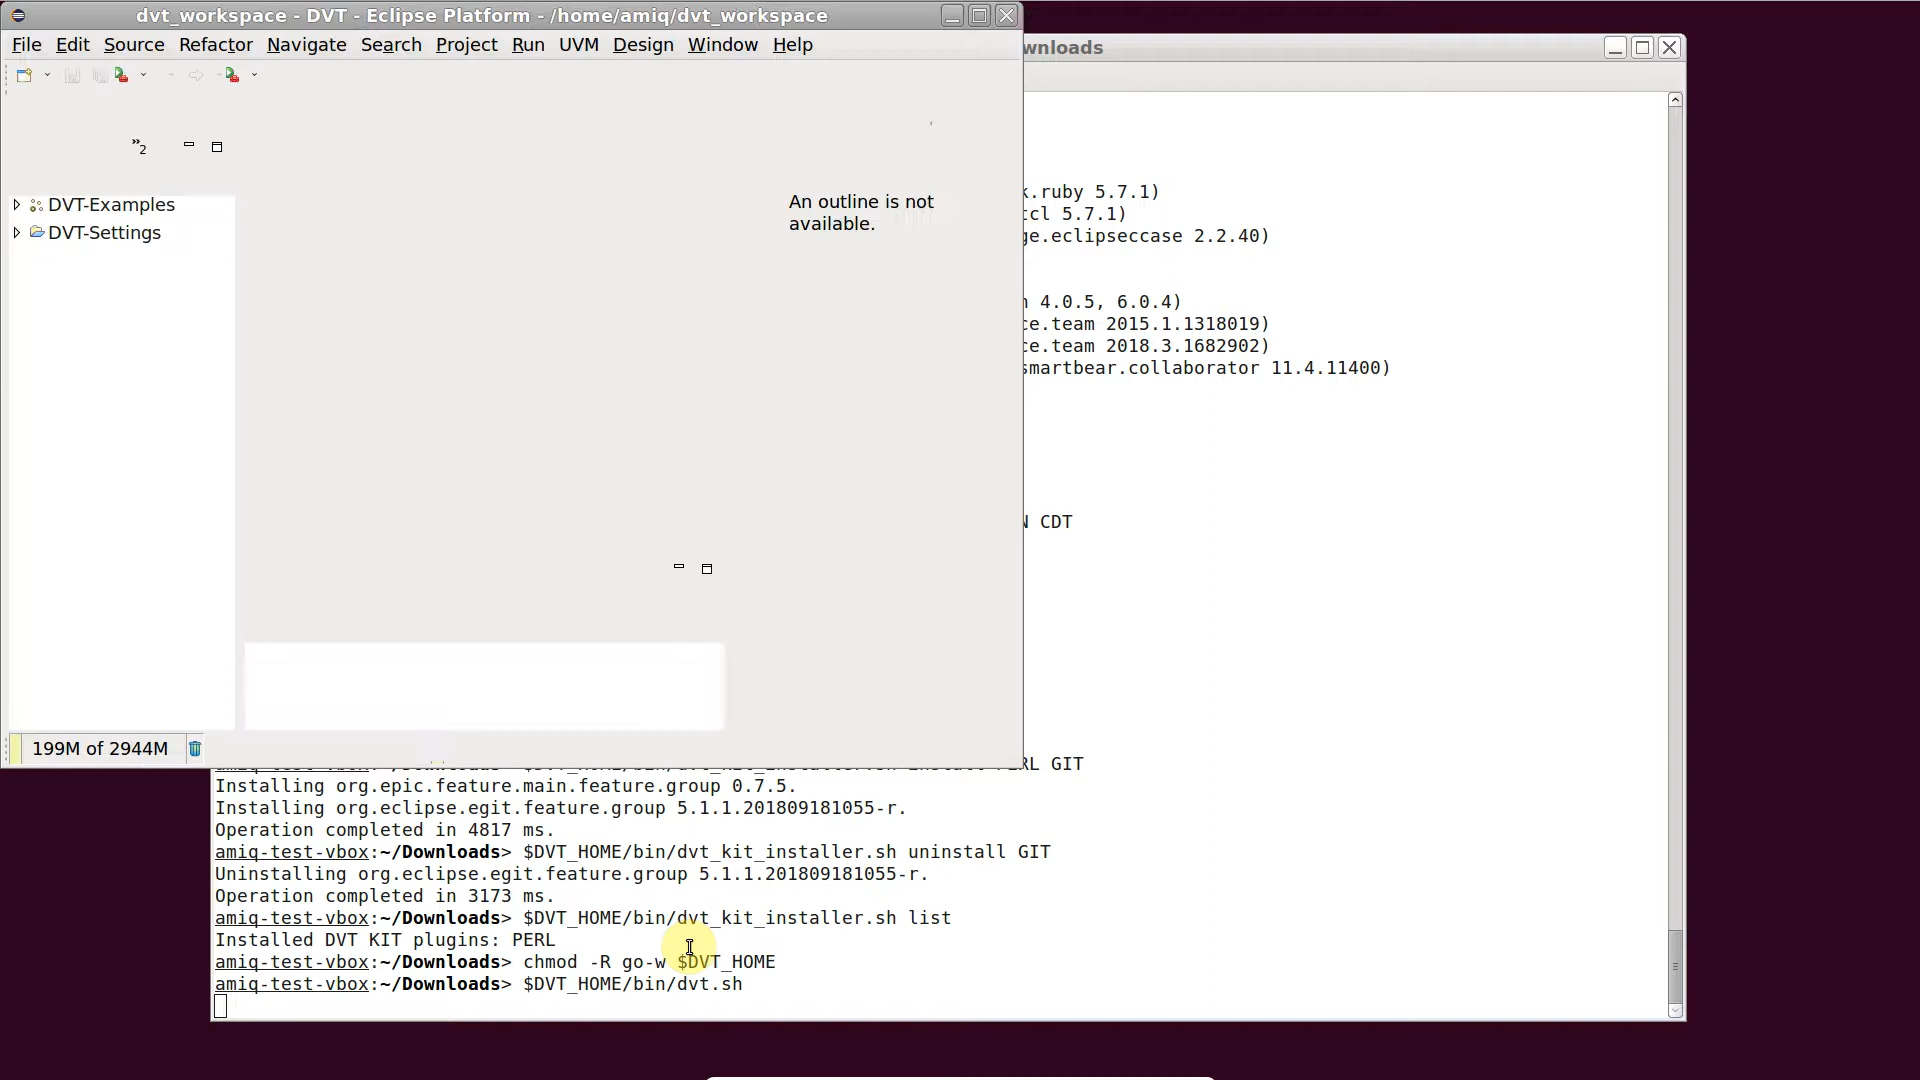 dvt_workspace - DVT - Eclipse Platform - /home/amiq/dvt_workspace
File Edit Source Refactor Navigate Search Project Run UVM Design Window Help
»2
DVT-Examples
DVT-Settings
An outline is not
available.
199M of 2944M
wnloads
.ruby 5.7.1)
tcl 5.7.1)
ge.eclipseccase 2.2.40)
4.0.5, 6.0.4)
ce.team 2015.1.1318019)
ce.team 2018.3.1682902)
smartbear.collaborator 11.4.11400)
N CDT
RL GIT
Installing org.epic.feature.main.feature.group 0.7.5.
Installing org.eclipse.egit.feature.group 5.1.1.201809181055-r.
Operation completed in 4817 ms.
amiq-test-vbox:~/Downloads> $DVT_HOME/bin/dvt_kit_installer.sh uninstall GIT
Uninstalling org.eclipse.egit.feature.group 5.1.1.201809181055-r.
Operation completed in 3173 ms.
amiq-test-vbox:~/Downloads> $DVT_HOME/bin/dvt_kit_installer.sh list
Installed DVT KIT plugins: PERL
amiq-test-vbox:~/Downloads> chmod -R go-w $DVT_HOME
amiq-test-vbox:~/Downloads> $DVT_HOME/bin/dvt.sh